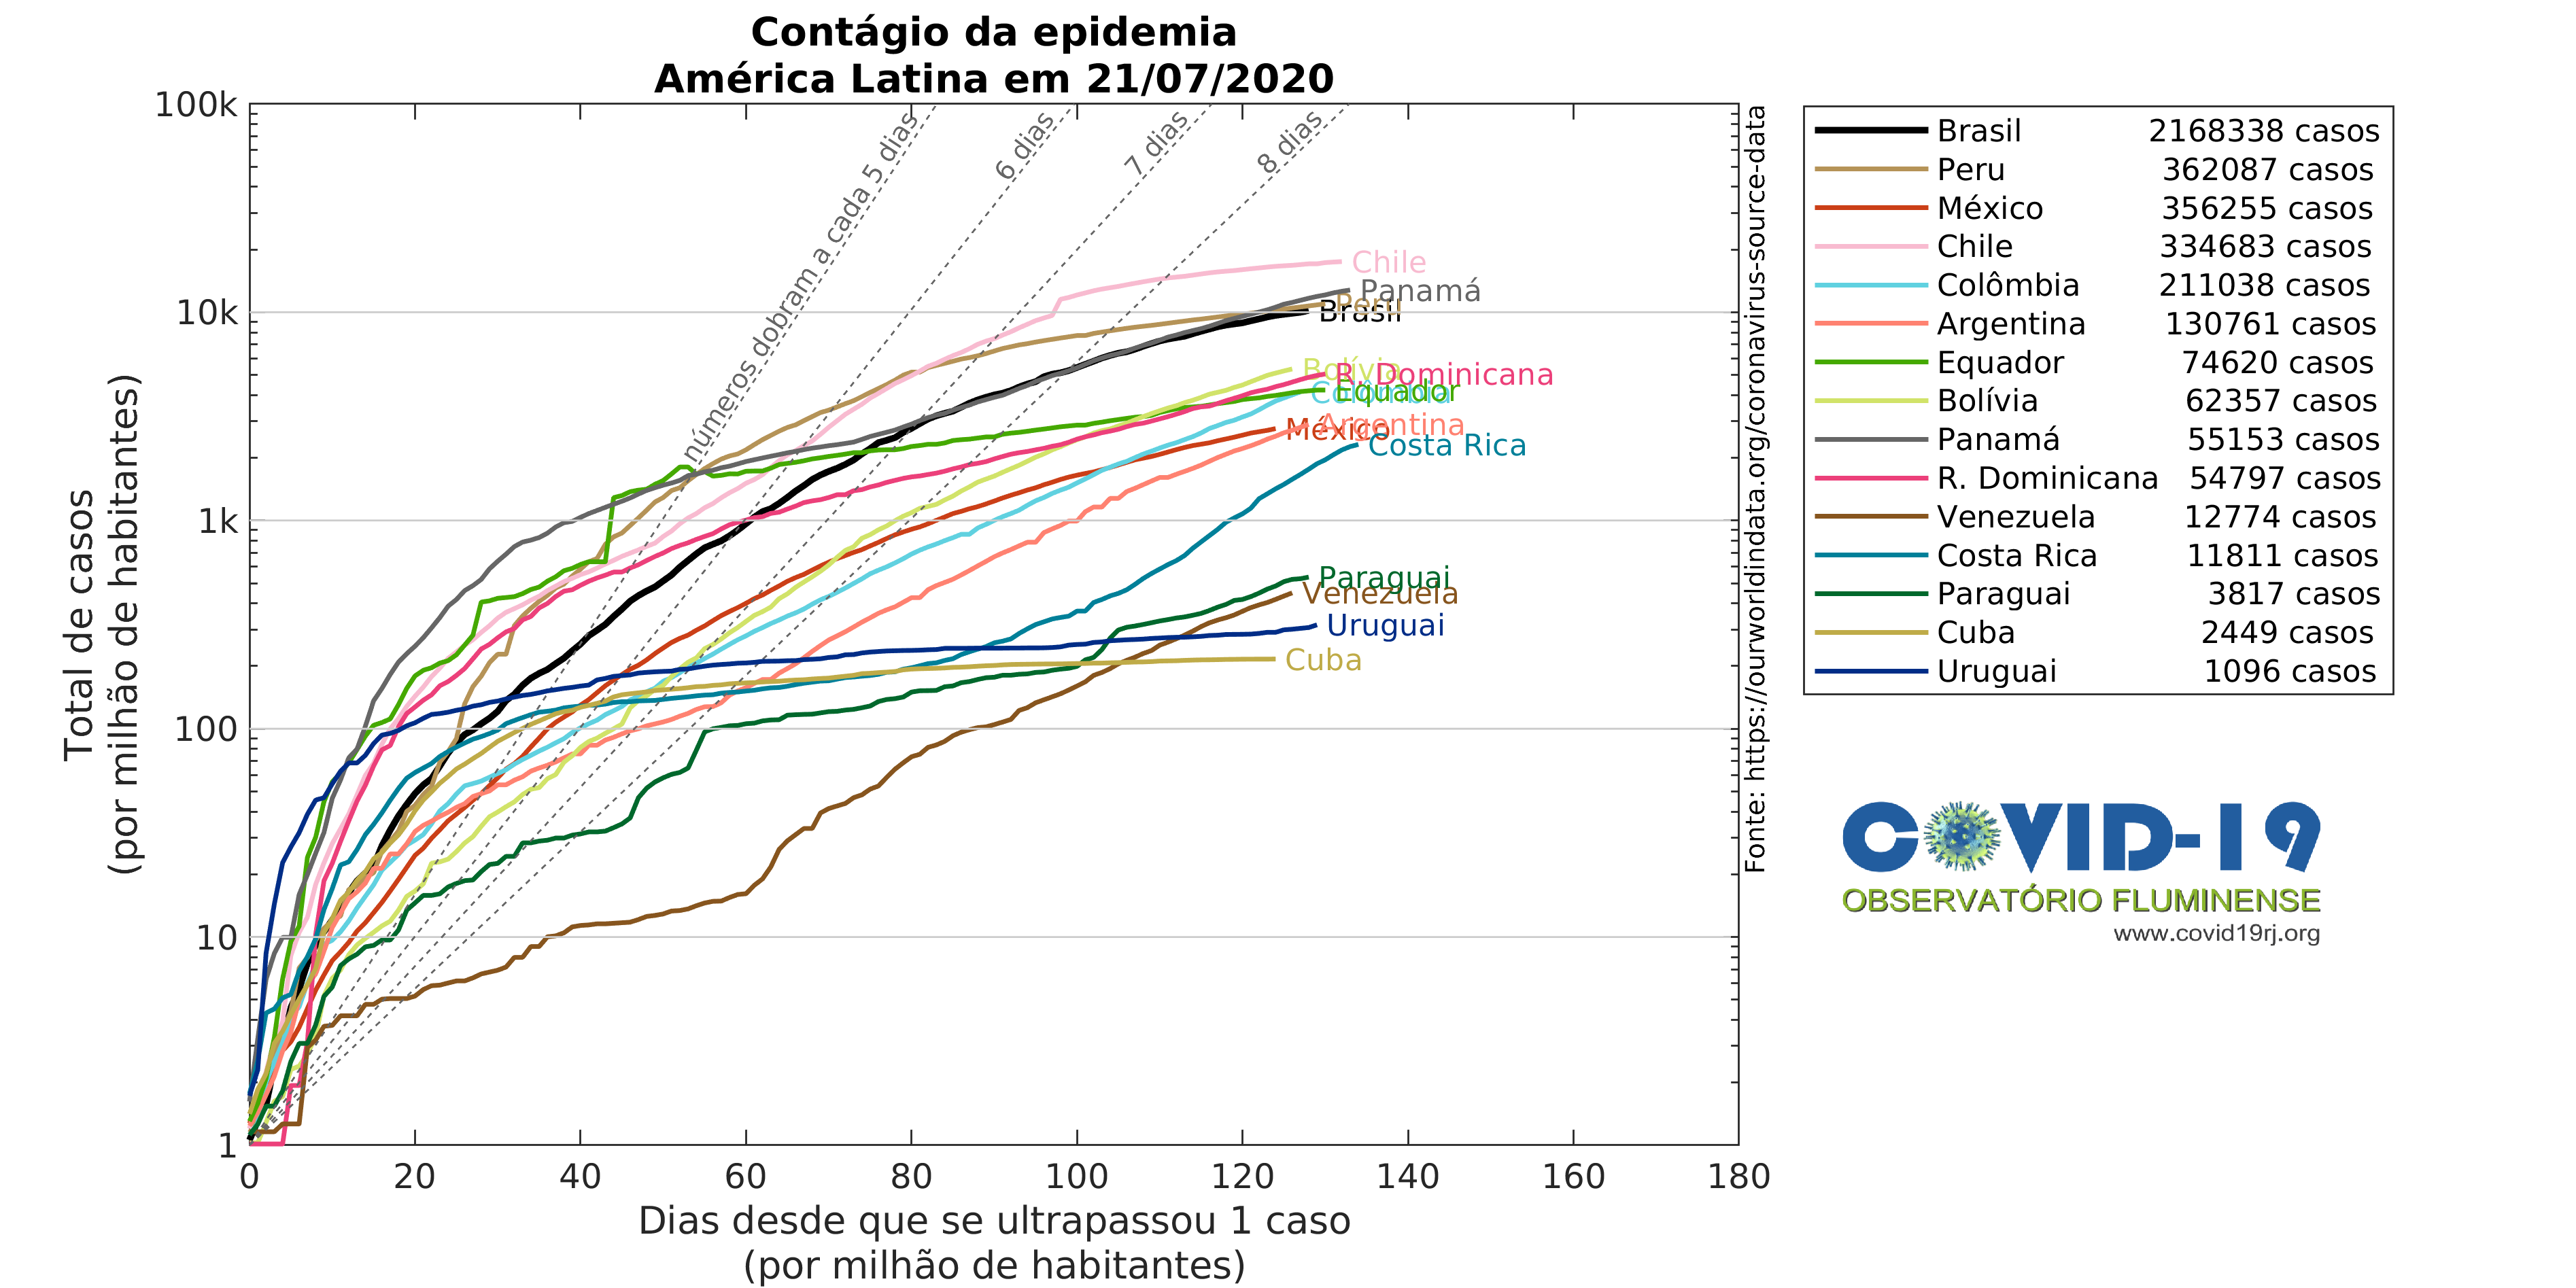 Contágio da epidemia
América Latina em 21/07/2020
Total de casos
(por milhão de habitantes)
100k
10k
1k
100
10
1
0 20 40 60 80 100 120 140 160 180
Dias desde que se ultrapassou 1 caso
(por milhão de habitantes)
números dobram a cada 5 dias
6 dias
7 dias
8 dias
Chile
Panamá
Peru
Brasil
Bolívia
R. Dominicana
Equador
Colômbia
Argentina
México
Costa Rica
Paraguai
Venezuela
Uruguai
Cuba
Fonte: https://ourworldindata.org/coronavirus-source-data
Brasil 2168338 casos
Peru 362087 casos
México 356255 casos
Chile 334683 casos
Colômbia 211038 casos
Argentina 130761 casos
Equador 74620 casos
Bolívia 62357 casos
Panamá 55153 casos
R. Dominicana 54797 casos
Venezuela 12774 casos
Costa Rica 11811 casos
Paraguai 3817 casos
Cuba 2449 casos
Uruguai 1096 casos
COVID-19
OBSERVATÓRIO FLUMINENSE
www.covid19rj.org